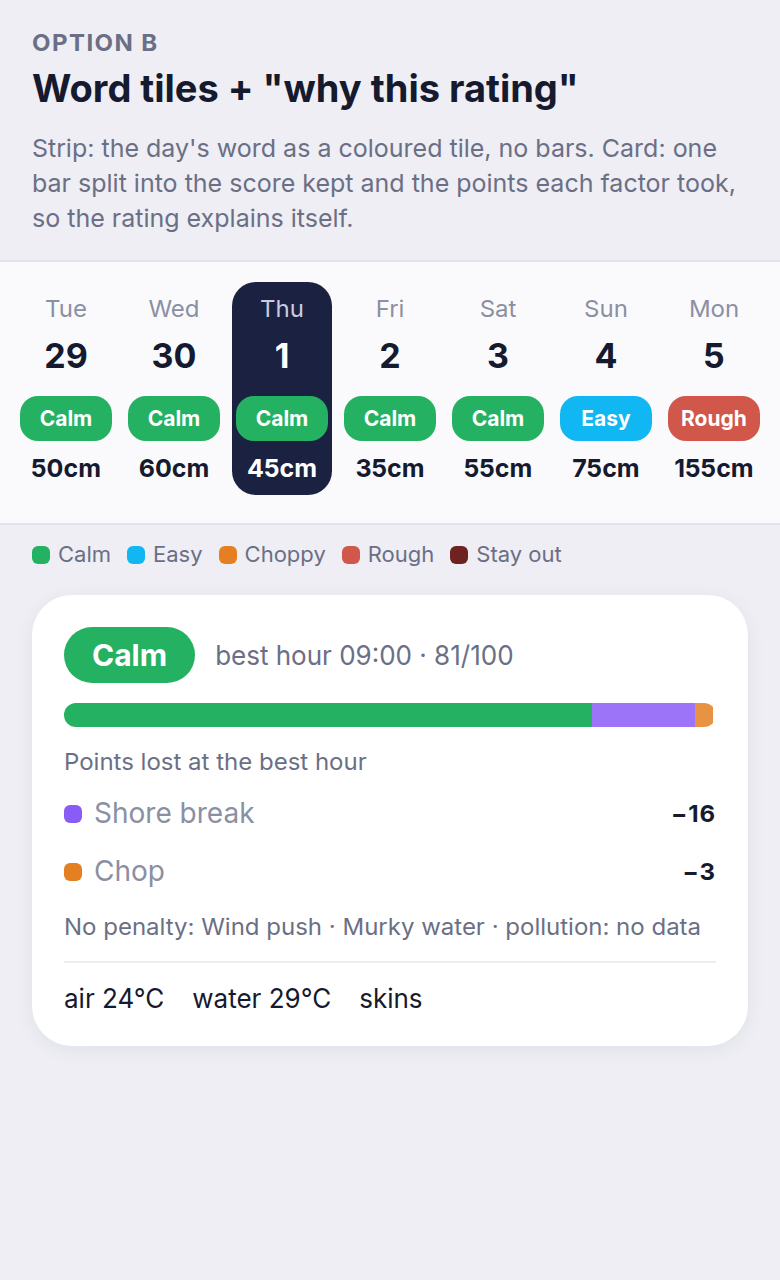 OPTION B
Word tiles + "why this rating"
Strip: the day's word as a coloured tile, no bars. Card: one
bar split into the score kept and the points each factor took,
so the rating explains itself.
Tue Wed Thu Fri Sat Sun Mon
29 30 1 2 3 4 5
Calm Calm Calm Calm Calm Easy Rough
50cm 60cm 45cm 35cm 55cm 75cm 155cm
Calm Easy Choppy Rough Stay out
Calm best hour 09:00 · 81/100
Points lost at the best hour
Shore break −16
Chop −3
No penalty: Wind push · Murky water · pollution: no data
air 24°C water 29°C skins